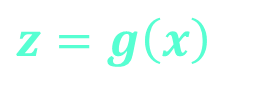 z = g(x)